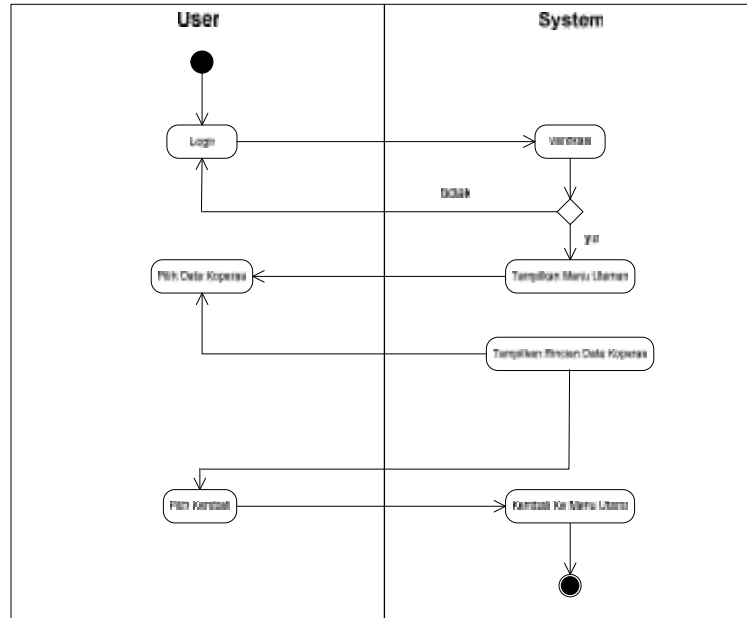 User
System
Login
Verifikasi
tidak
ya
Pilih Data Koperasi
Tampilkan Menu Utaman
Tampilkan Rincian Data Koperasi
Pilih Kembali
Kembali Ke Menu Utama